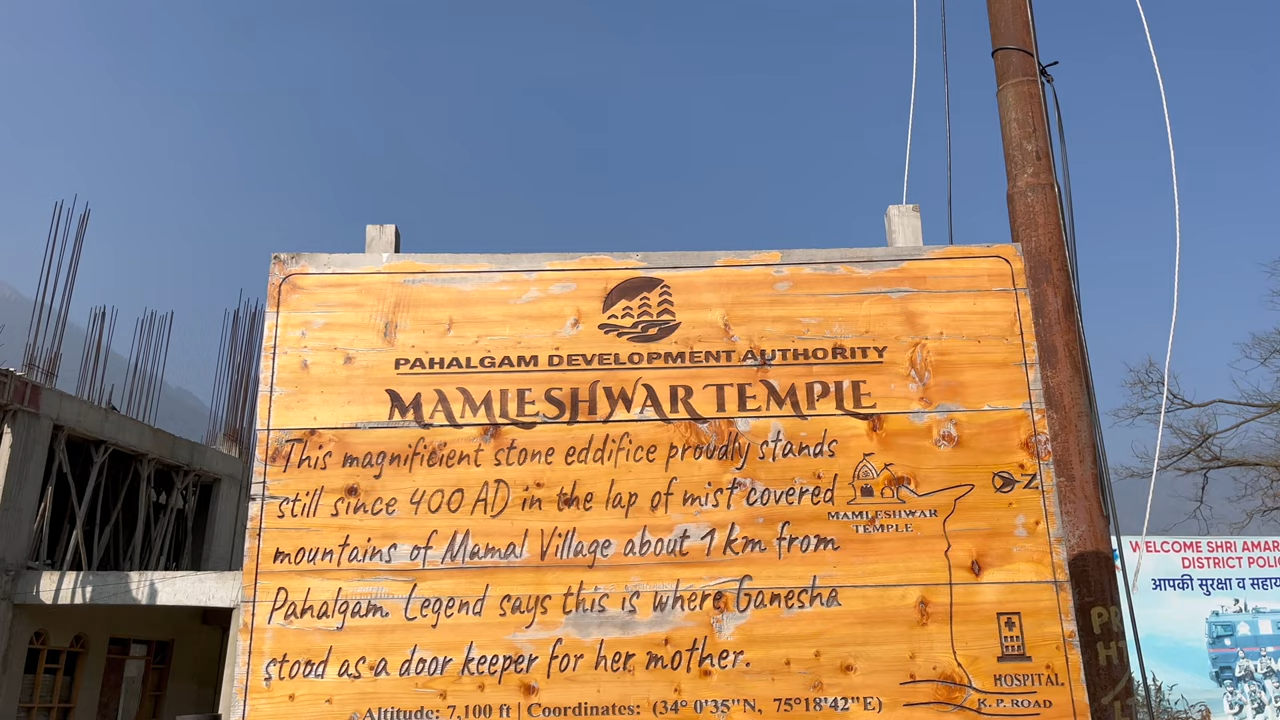 PAHALGAM DEVELOPMENT AUTHORITY
MAMLESHWAR TEMPLE
This magnificient stone eddifice proudly stands
still since 400 AD in the lap of mist covered
mountains of Mamal Village about 1 km from
Pahalgam. Legend says this is where Ganesha
stood as a door keeper for her mother.
Altitude: 7,100 ft | Coordinates: (34° 0'35"N, 75°18'42"E)
MAMLESHWAR
TEMPLE
N
HOSPITAL
K. P. ROAD
WELCOME SHRI AMAR
DISTRICT POLI
आपकी सुरक्षा व सहाय